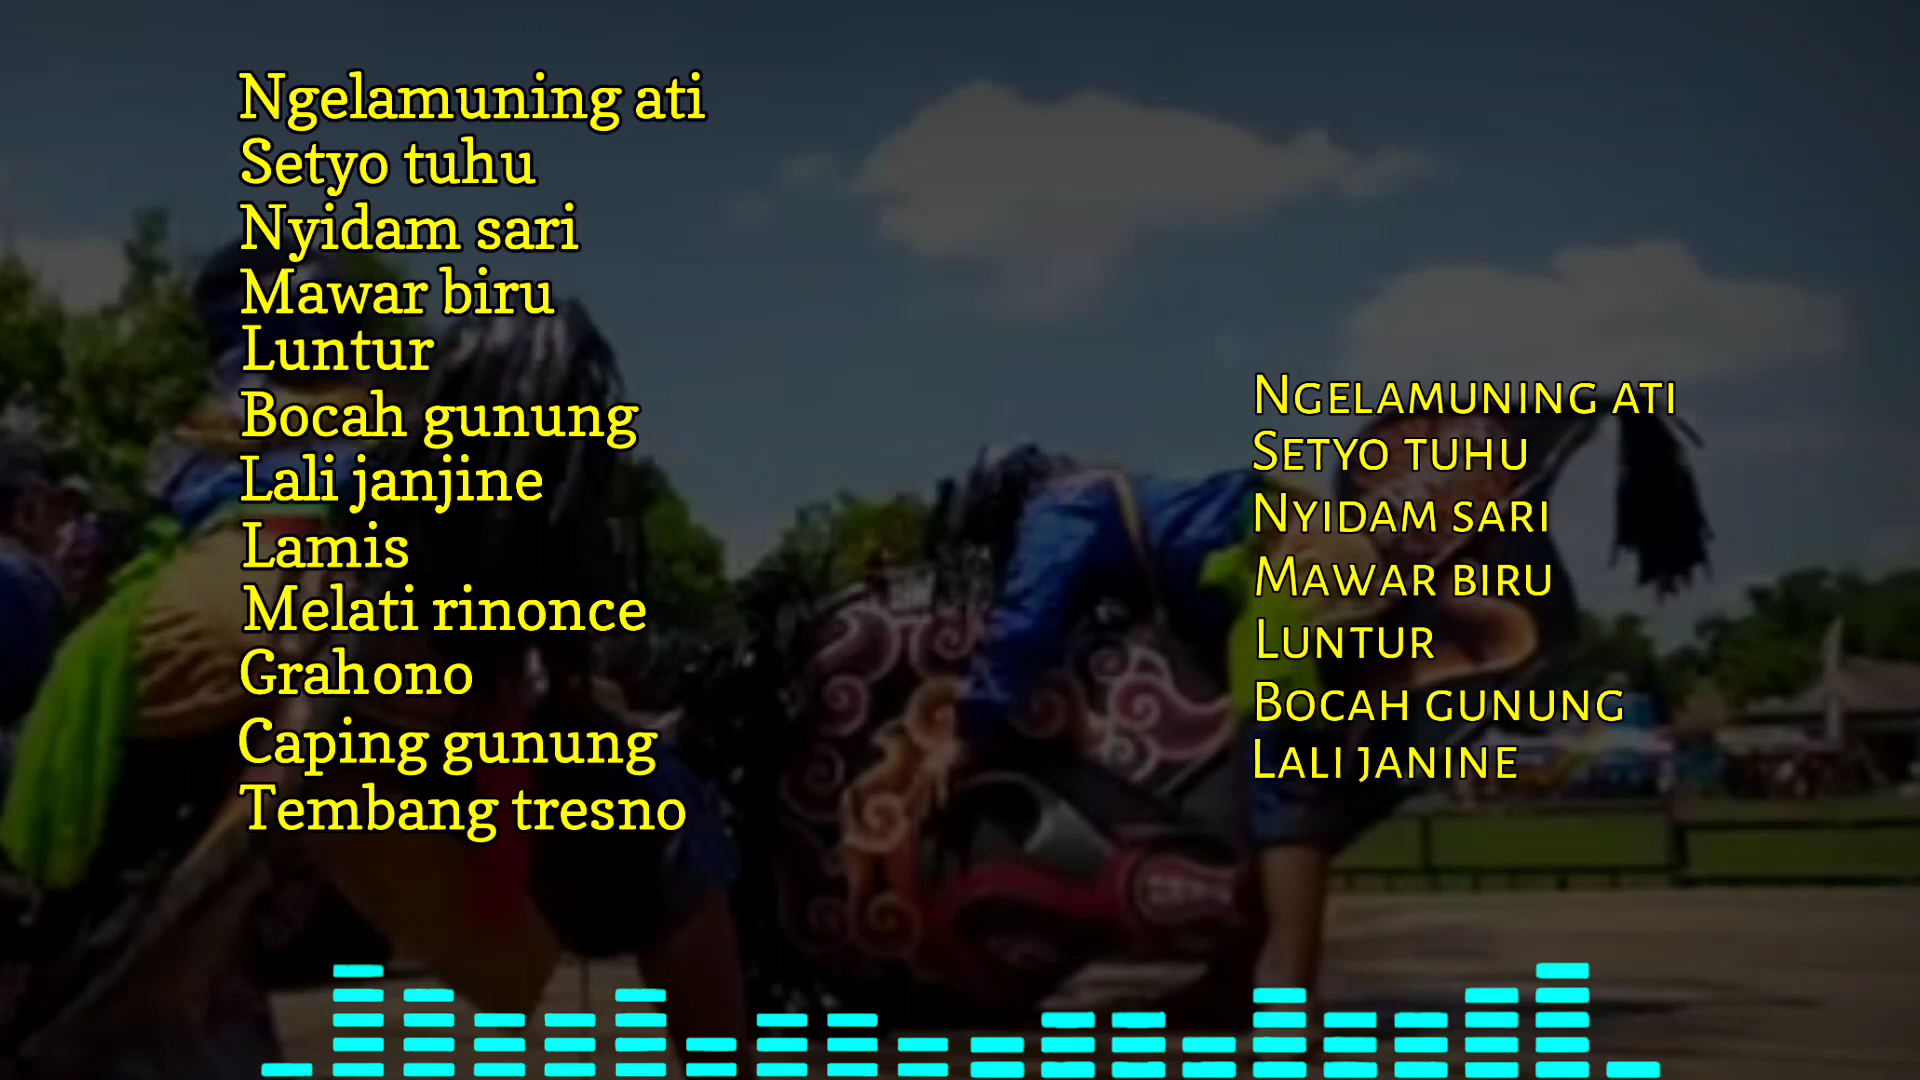 Ngelamuning ati
Setyo tuhu
Nyidam sari
Mawar biru
Luntur
Bocah gunung
Lali janjine
Lamis
Melati rinonce
Grahono
Caping gunung
Tembang tresno
Ngelamuning ati
Setyo tuhu
Nyidam sari
Mawar biru
Luntur
Bocah gunung
Lali janine